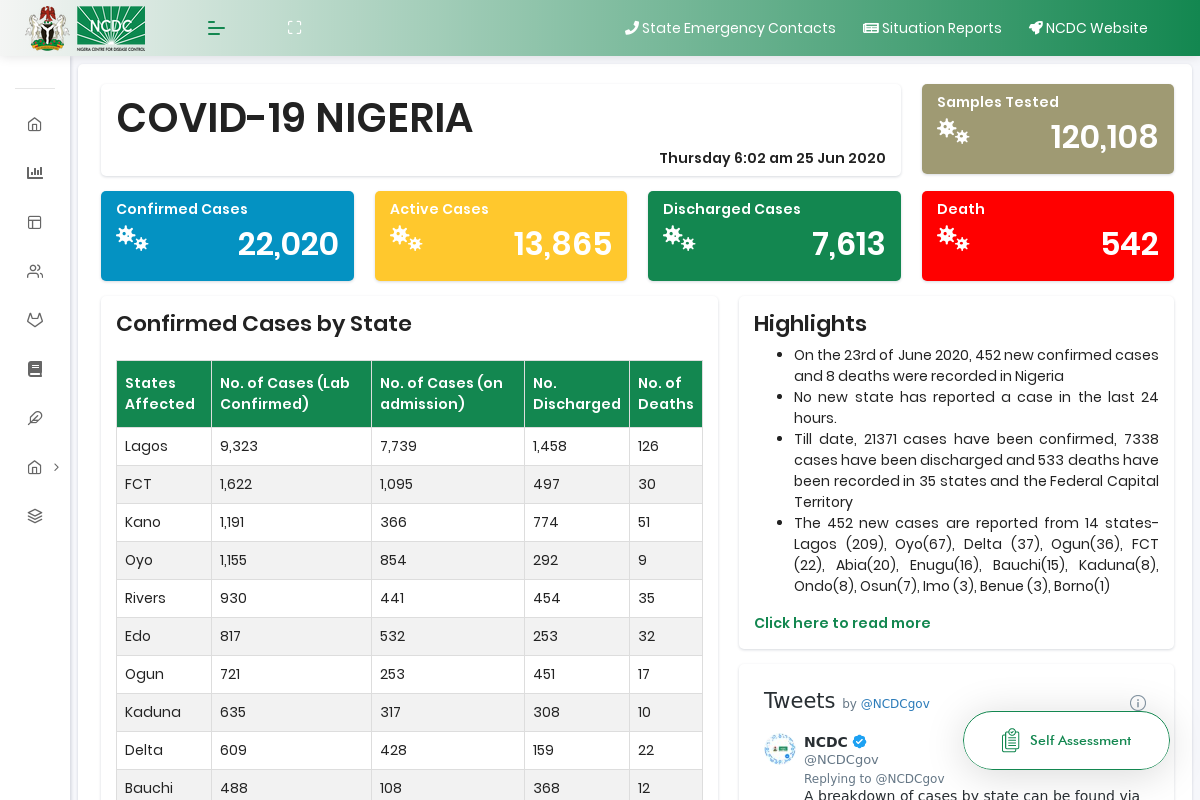 NCDC
NIGERIA CENTRE FOR DISEASE CONTROL
State Emergency Contacts
Situation Reports
NCDC Website
COVID-19 NIGERIA
Thursday 6:02 am 25 Jun 2020
Samples Tested
120,108
Confirmed Cases
22,020
Active Cases
13,865
Discharged Cases
7,613
Death
542
Confirmed Cases by State
States Affected No. of Cases (Lab Confirmed) No. of Cases (on admission) No. Discharged No. of Deaths
Lagos 9,323 7,739 1,458 126
FCT 1,622 1,095 497 30
Kano 1,191 366 774 51
Oyo 1,155 854 292 9
Rivers 930 441 454 35
Edo 817 532 253 32
Ogun 721 253 451 17
Kaduna 635 317 308 10
Delta 609 428 159 22
Bauchi 488 108 368 12
Highlights
On the 23rd of June 2020, 452 new confirmed cases
and 8 deaths were recorded in Nigeria
No new state has reported a case in the last 24
hours.
Till date, 21371 cases have been confirmed, 7338
cases have been discharged and 533 deaths have
been recorded in 35 states and the Federal Capital
Territory
The 452 new cases are reported from 14 states-
Lagos (209), Oyo(67), Delta (37), Ogun(36), FCT
(22), Abia(20), Enugu(16), Bauchi(15), Kaduna(8),
Ondo(8), Osun(7), Imo (3), Benue (3), Borno(1)
Click here to read more
Tweets by @NCDCgov
NCDC
@NCDCgov
Replying to @NCDCgov
A breakdown of cases by state can be found via
Self Assessment